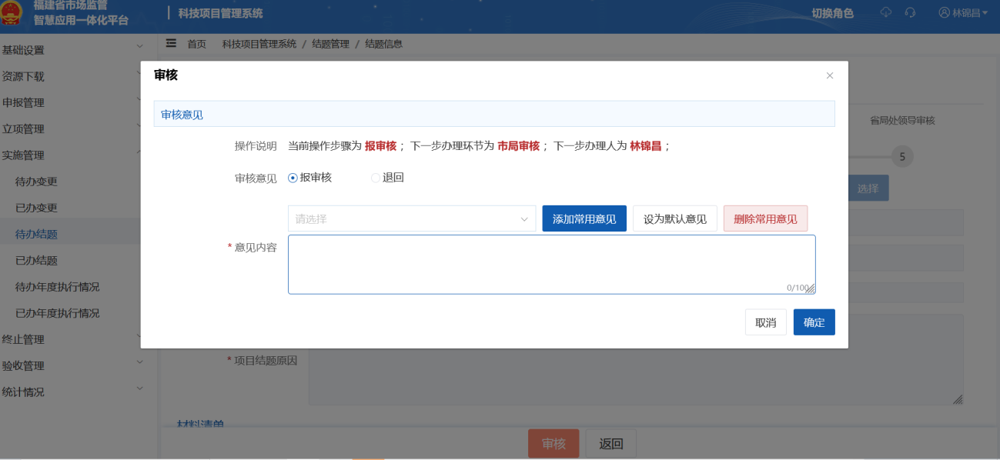 福建省市场监管
智慧应用一体化平台
科技项目管理系统
切换角色
林锦昌
基础设置
资源下载
申报管理
立项管理
实施管理
待办变更
已办变更
待办结题
已办结题
待办年度执行情况
已办年度执行情况
终止管理
验收管理
统计情况
首页 科技项目管理系统 / 结题管理 / 结题信息
省局处领导审核
5
选择
审核
审核意见
操作说明 当前操作步骤为 报审核 ； 下一步办理环节为 市局审核 ； 下一步办理人为 林锦昌 ；
审核意见 报审核 退回
请选择 添加常用意见 设为默认意见 删除常用意见
* 意见内容
0/100
取消 确定
* 项目结题原因
材料清单
审核 返回